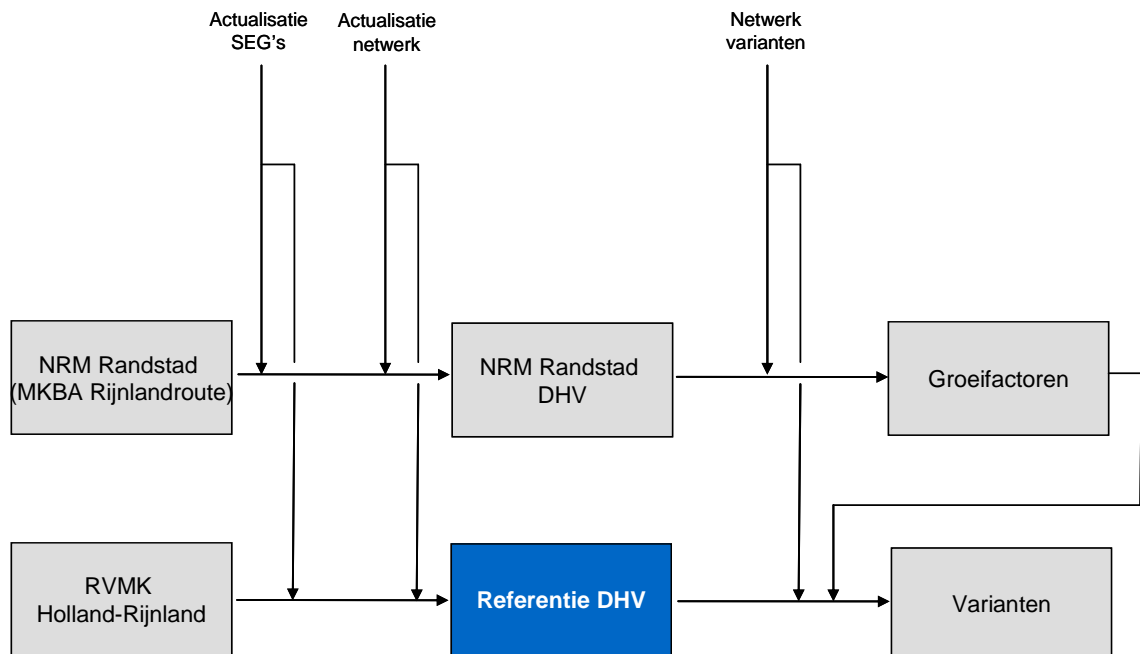 Actualisatie
SEG's
Actualisatie
netwerk
Netwerk
varianten
NRM Randstad
(MKBA Rijnlandroute)
NRM Randstad
DHV
Groeifactoren
RVMK
Holland-Rijnland
Referentie DHV
Varianten